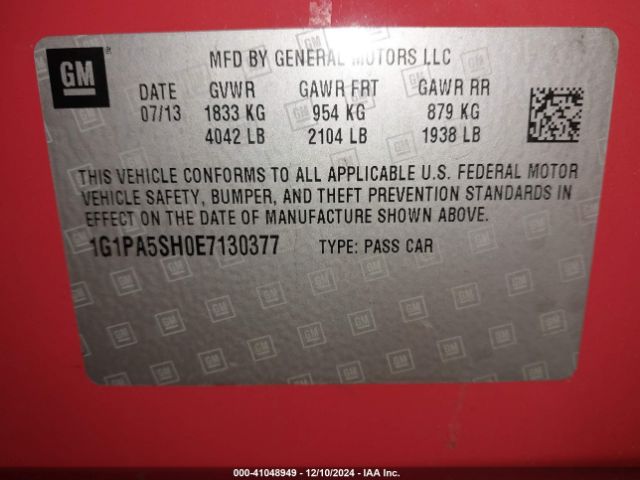 GM
MFD BY GENERAL MOTORS LLC
DATE GVWR GAWR FRT GAWR RR
07/13 1833 KG 954 KG 879 KG
4042 LB 2104 LB 1938 LB
THIS VEHICLE CONFORMS TO ALL APPLICABLE U.S. FEDERAL MOTOR
VEHICLE SAFETY, BUMPER, AND THEFT PREVENTION STANDARDS IN
EFFECT ON THE DATE OF MANUFACTURE SHOWN ABOVE.
1G1PA5SH0E7130377 TYPE: PASS CAR
000-41048949 - 12/10/2024 - IAA Inc.